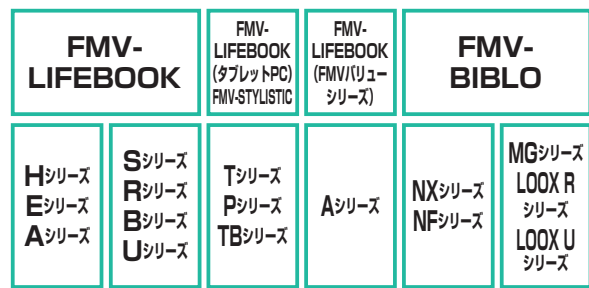 FMV-
LIFEBOOK
FMV-
LIFEBOOK
(タブレットPC)
FMV-STYLISTIC
FMV-
LIFEBOOK
(FMVバリュー
シリーズ)
FMV-
BIBLO
Hシリーズ
Eシリーズ
Aシリーズ
Sシリーズ
Rシリーズ
Bシリーズ
Uシリーズ
Tシリーズ
Pシリーズ
TBシリーズ
Aシリーズ
NXシリーズ
NFシリーズ
MGシリーズ
LOOX R
シリーズ
LOOX U
シリーズ